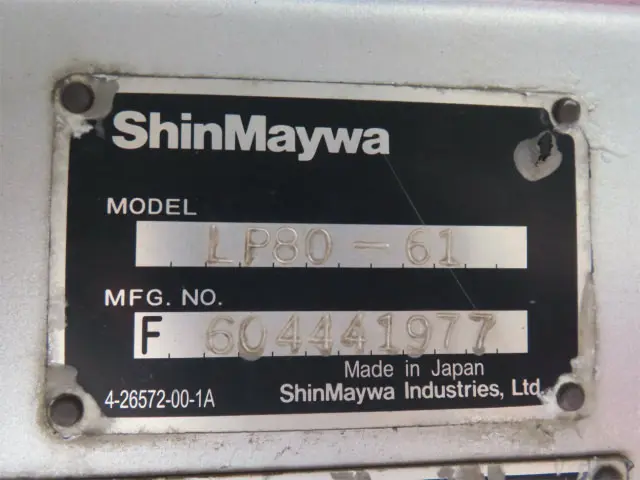 ShinMaywa
MODEL
LP80-61
MFG. NO.
F 604441977
Made in Japan
4-26572-00-1A ShinMaywa Industries, Ltd.